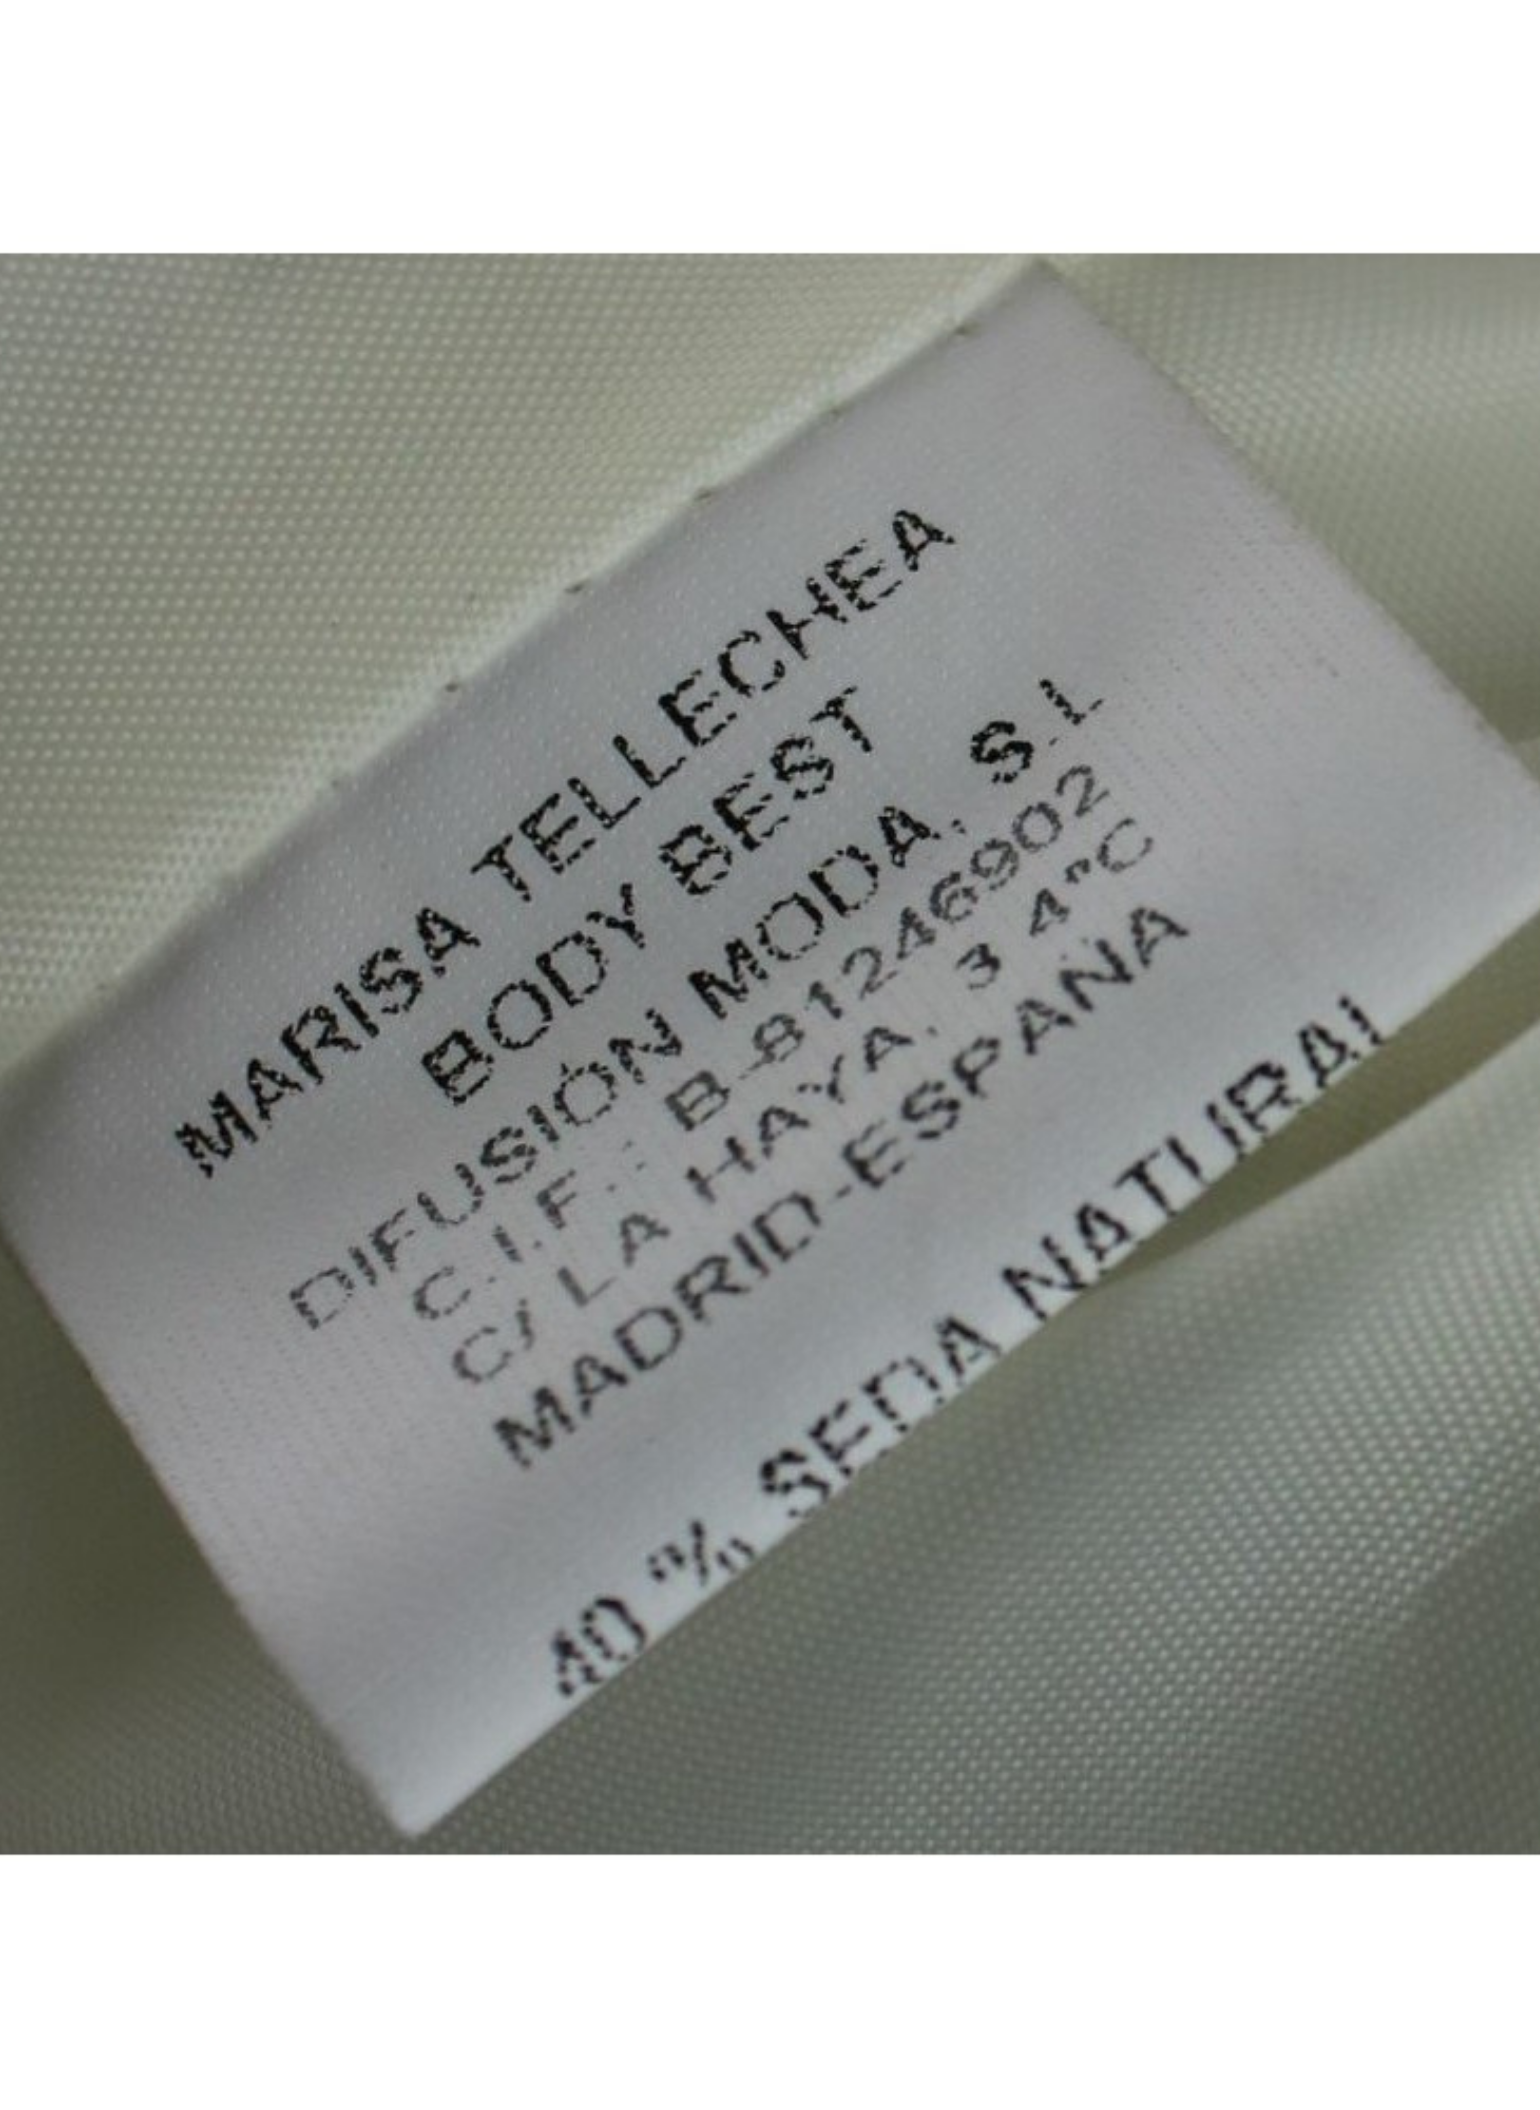 MARISA TELLECHEA
BODY BEST
DIFUSIÓN MODA, S.L
C.I.F.: B-81246902
C/ LA HAYA, 3 4ºC
MADRID-ESPAÑA
40 % SEDA NATURAL